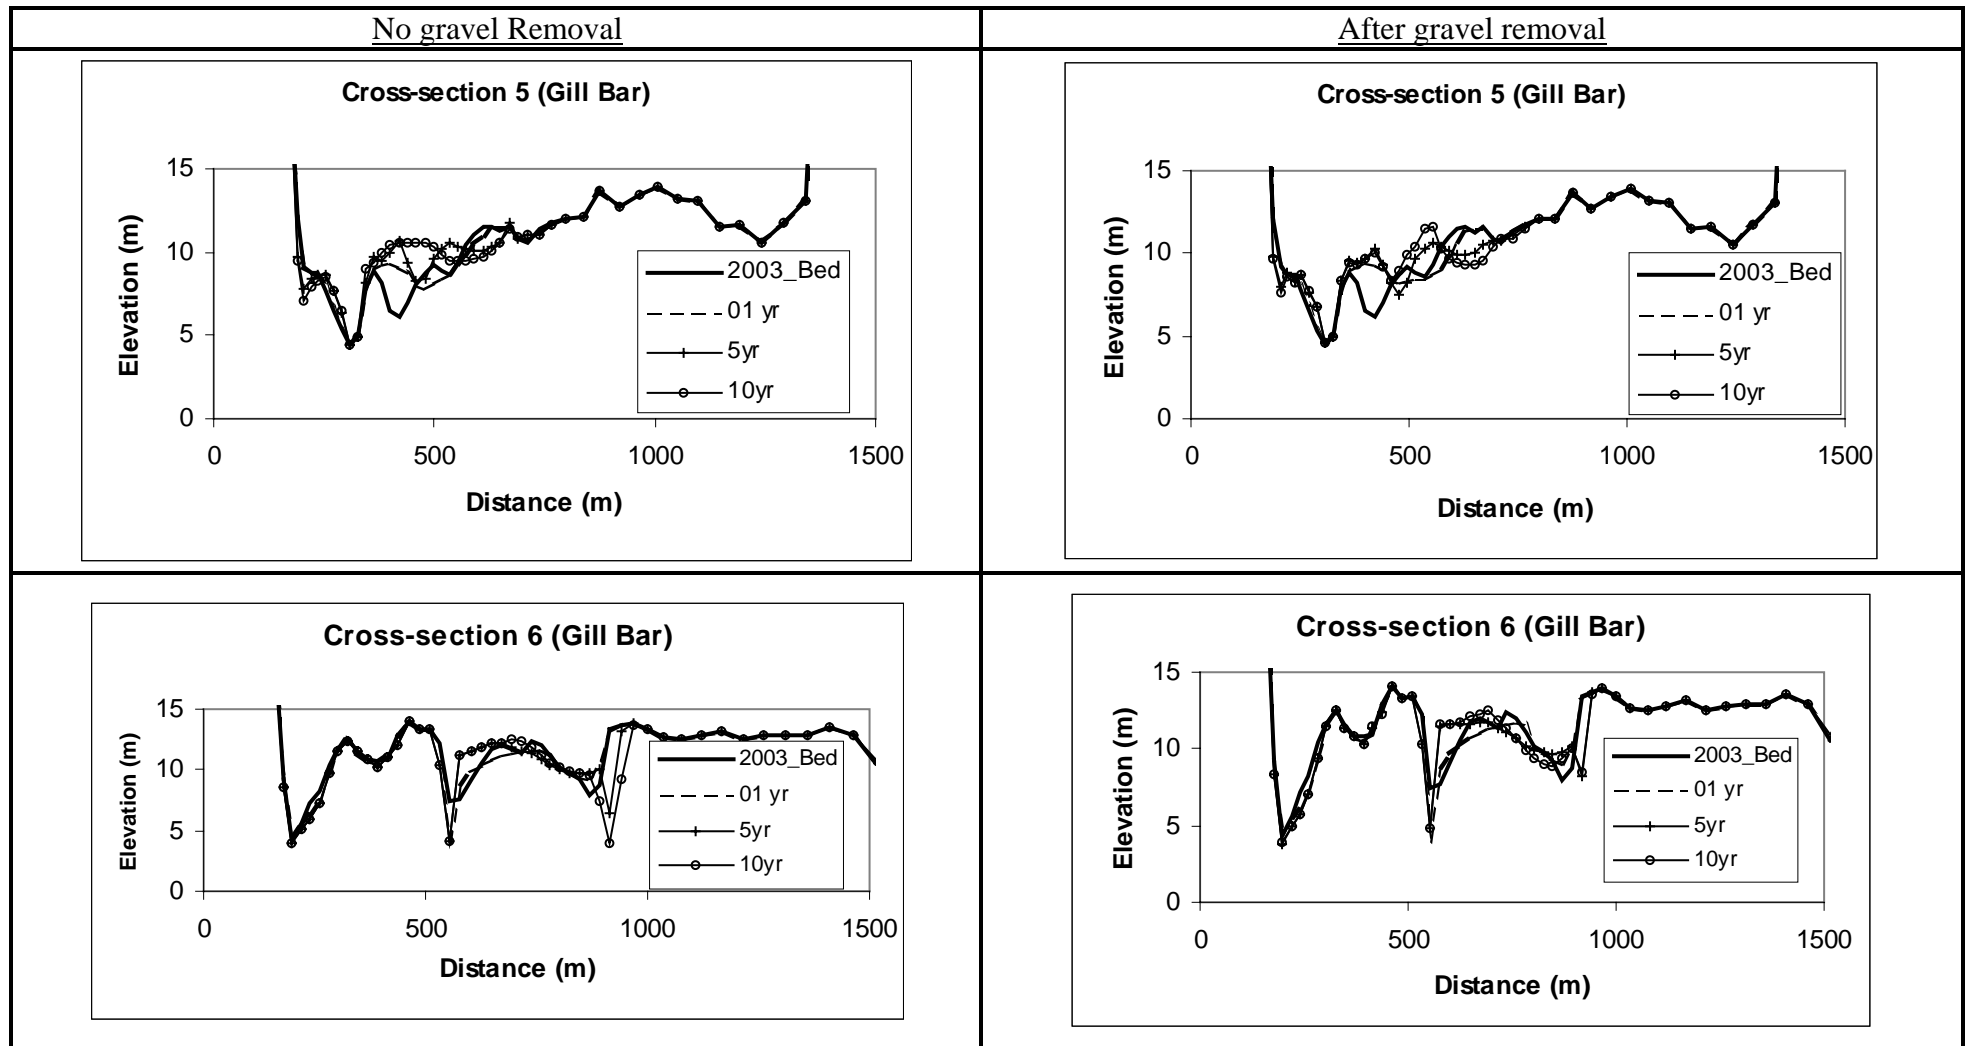 No gravel Removal
After gravel removal
Cross-section 5 (Gill Bar)
15
10
5
0
Elevation (m)
0 500 1000 1500
Distance (m)
2003_Bed
01 yr
5yr
10yr
Cross-section 5 (Gill Bar)
15
10
5
0
Elevation (m)
0 500 1000 1500
Distance (m)
2003_Bed
01 yr
5yr
10yr
Cross-section 6 (Gill Bar)
15
10
5
0
Elevation (m)
0 500 1000 1500
Distance (m)
2003_Bed
01 yr
5yr
10yr
Cross-section 6 (Gill Bar)
15
10
5
0
Elevation (m)
0 500 1000 1500
Distance (m)
2003_Bed
01 yr
5yr
10yr